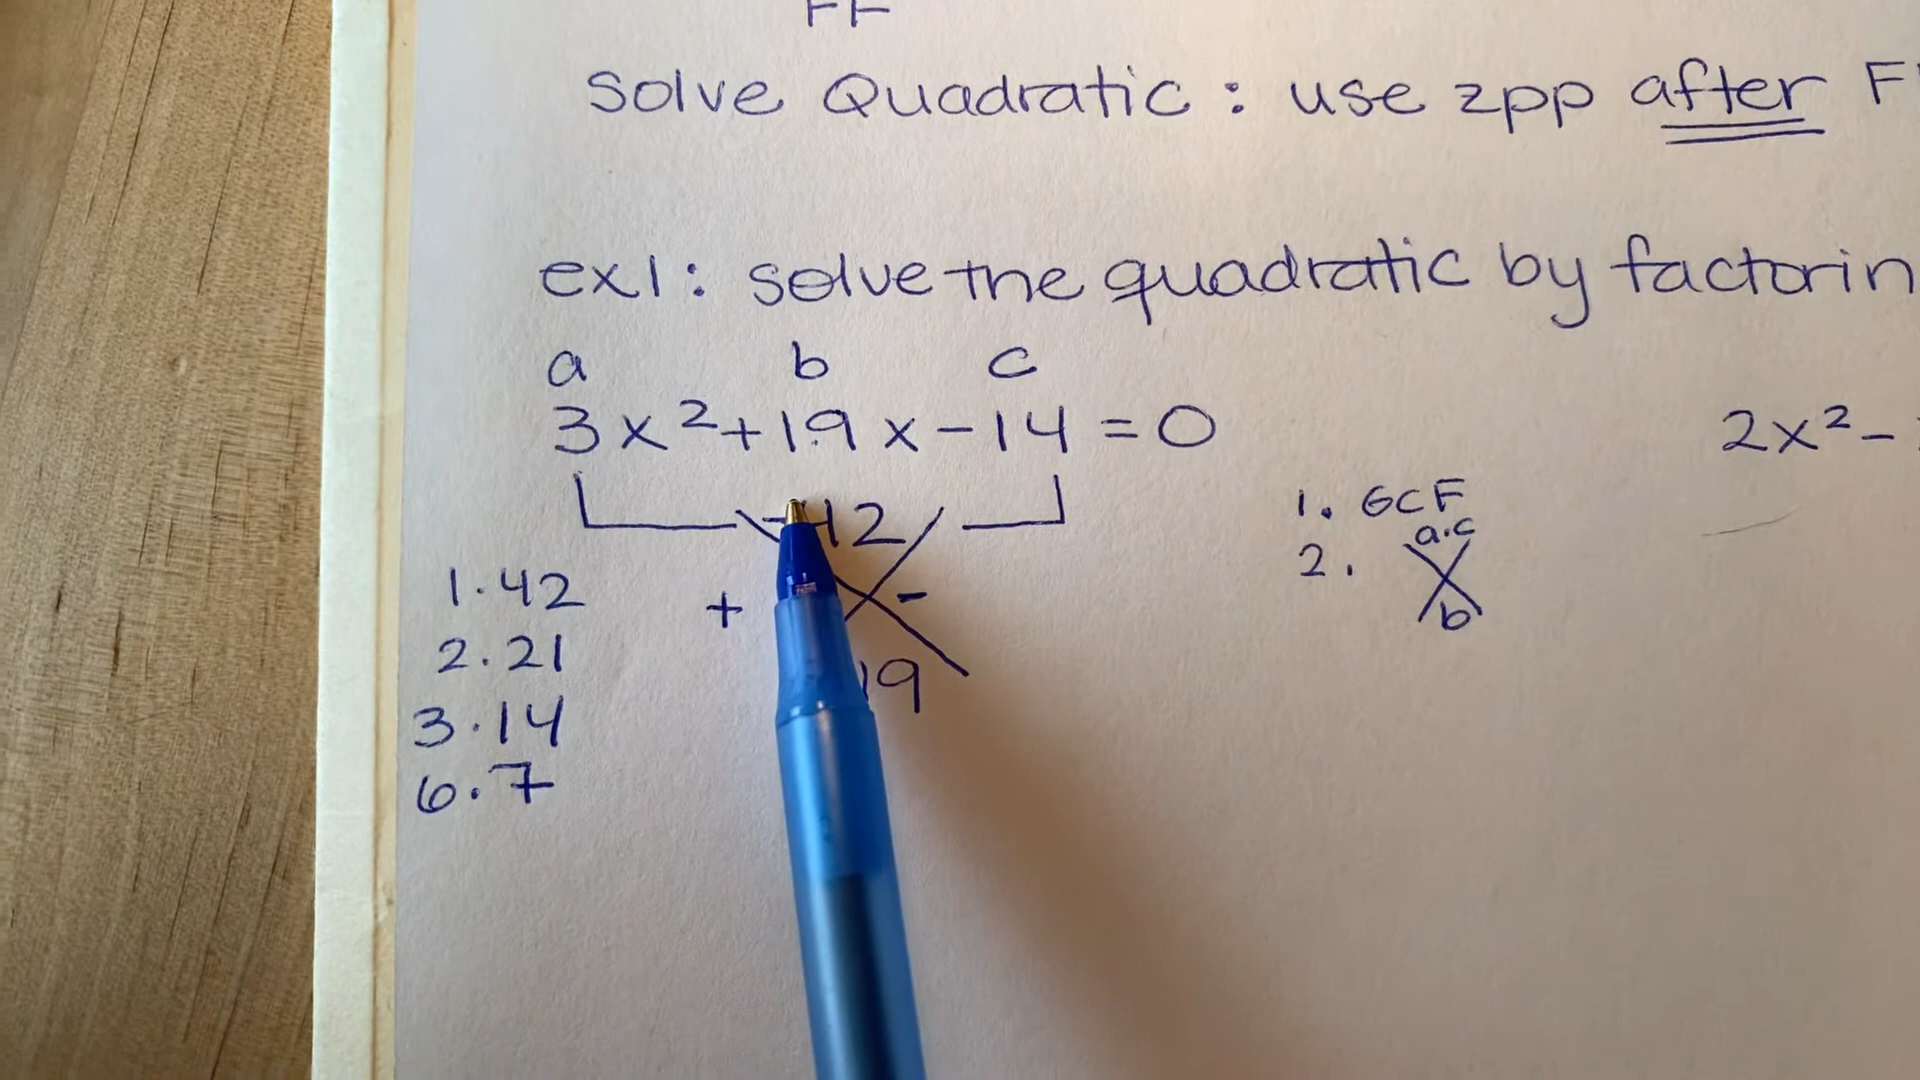 FF
Solve Quadratic: use zpp after F
ex1: solve the quadratic by factorin
a b c
3x²+19x-14=0
2x²-
-42
+ -
19
1.42
2.21
3.14
6.7
1. GCF
2. a.c
b